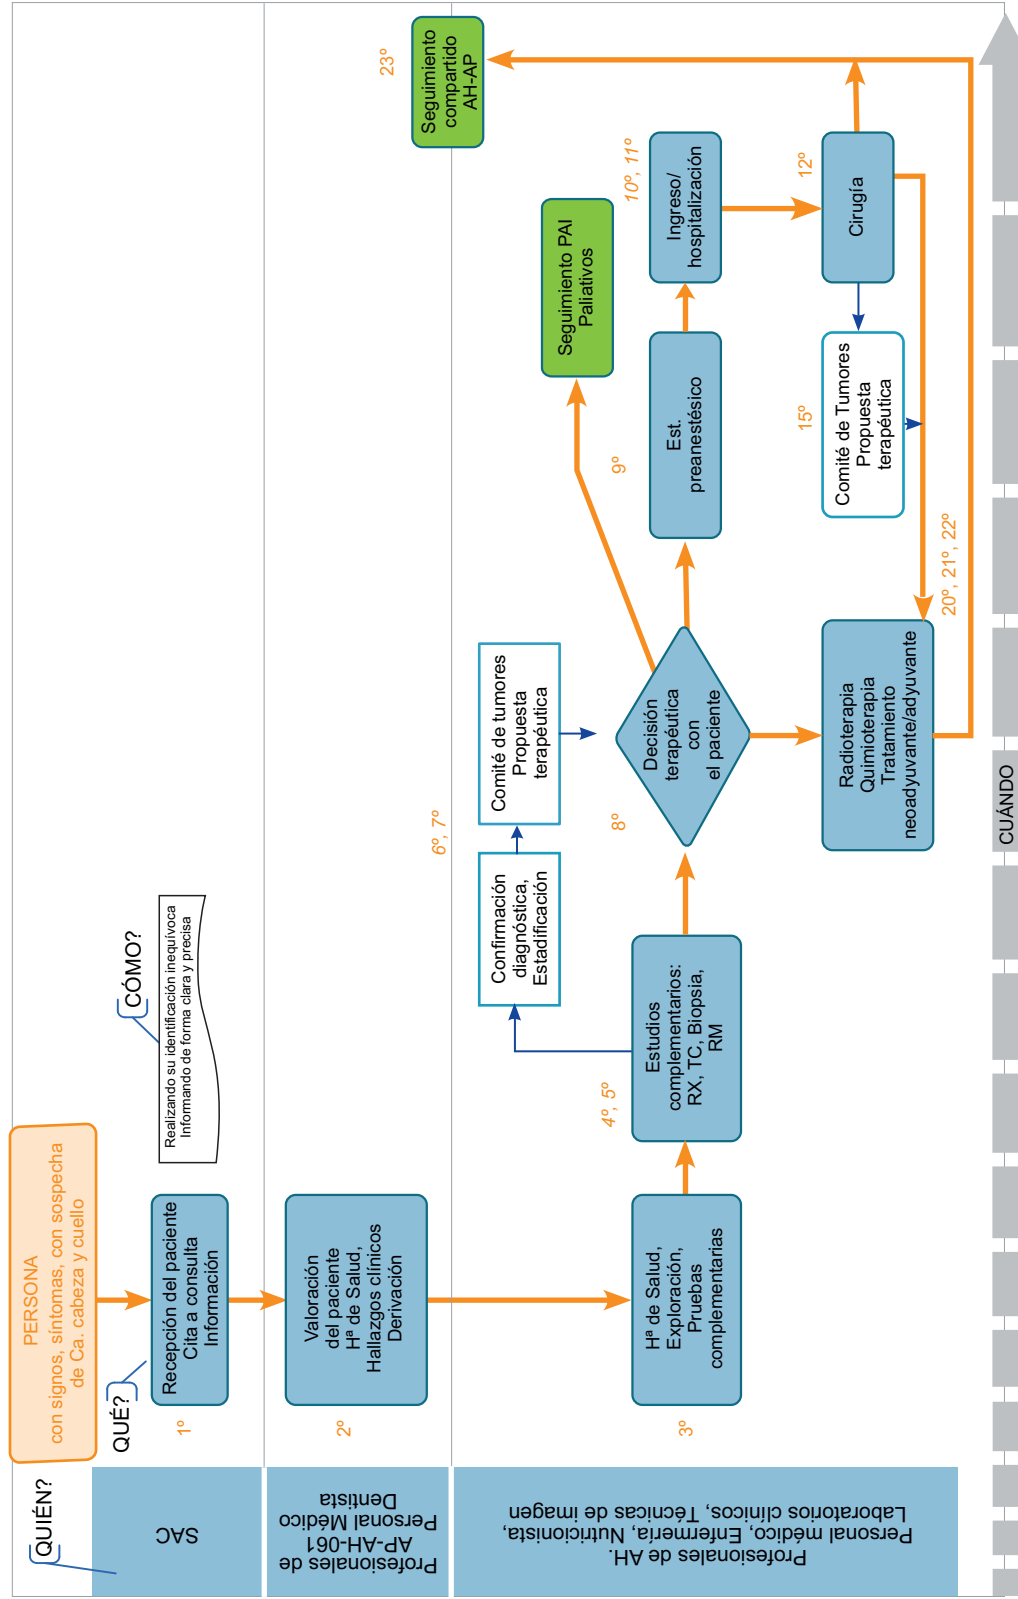 QUIÉN?
SAC
Profesionales de
AP-AH-061
Personal Médico
Dentista
Profesionales de AH.
Personal médico, Enfermería, Nutricionista,
Laboratorios clínicos, Técnicas de imagen
PERSONA
con signos, síntomas, con sospecha
de Ca. cabeza y cuello
QUÉ?
1º
Recepción del paciente
Cita a consulta
Información
CÓMO?
Realizando su identificación inequívoca
Informando de forma clara y precisa
2º
Valoración
del paciente
Hª de Salud,
Hallazgos clínicos
Derivación
3º
Hª de Salud,
Exploración,
Pruebas
complementarias
4º, 5º
Estudios
complementarios:
RX, TC, Biopsia,
RM
Confirmación
diagnóstica,
Estadificación
6º, 7º
Comité de tumores
Propuesta
terapéutica
8º
Decisión
terapéutica
con
el paciente
Radioterapia
Quimioterapia
Tratamiento
neoadyuvante/adyuvante
20º, 21º, 22º
9º
Est.
preanestésico
Seguimiento PAI
Paliativos
10º, 11º
Ingreso/
hospitalización
12º
Cirugía
15º
Comité de Tumores
Propuesta
terapéutica
23º
Seguimiento
compartido
AH-AP
CUÁNDO